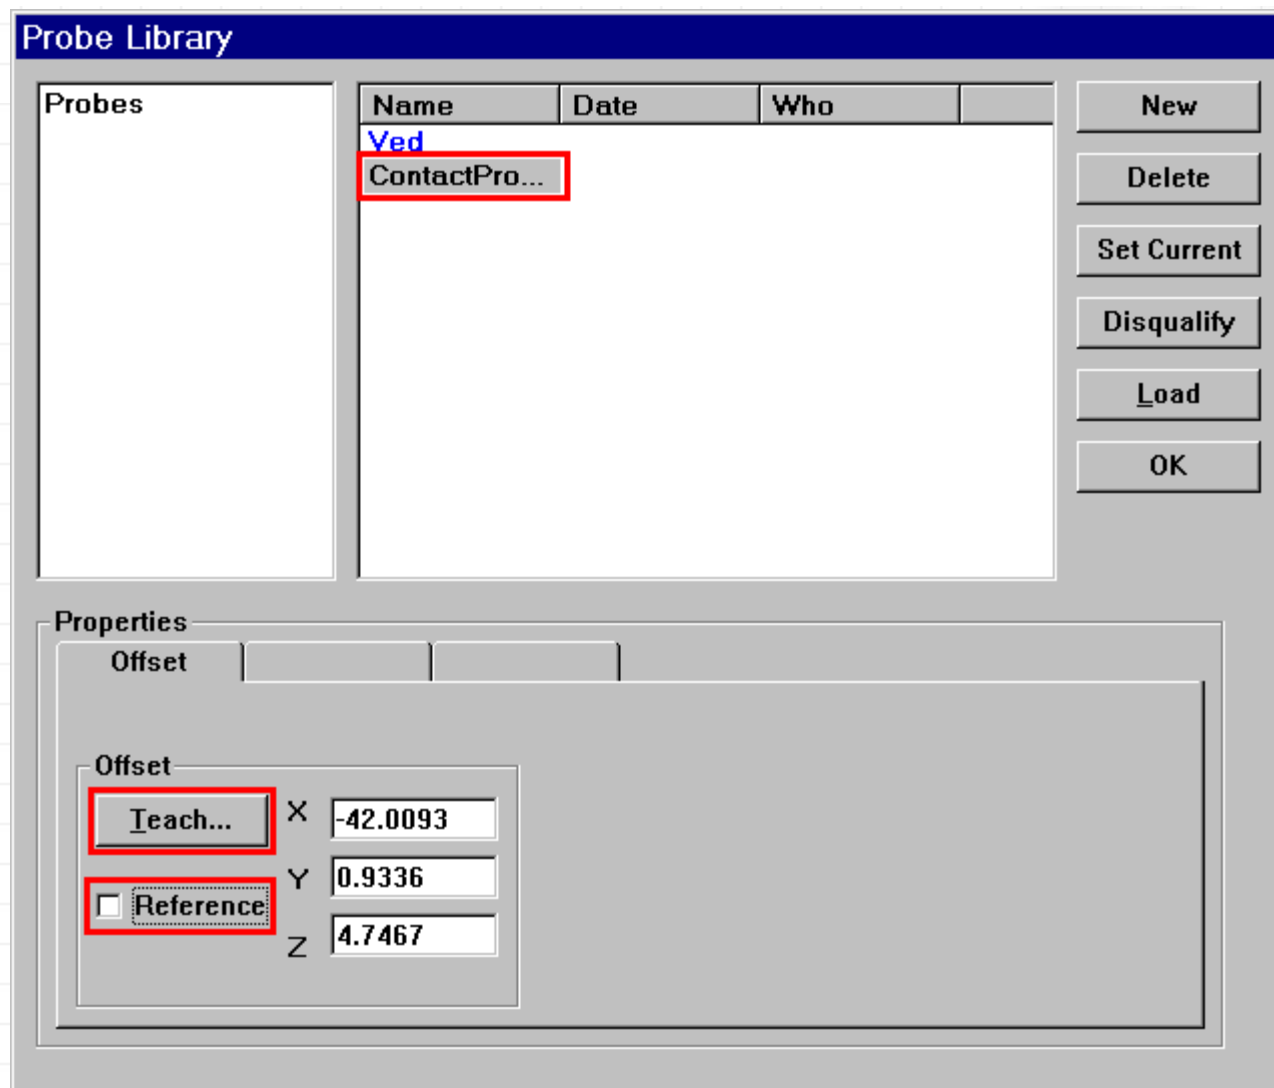 Probe Library
Probes
Name Date Who
Ved
ContactPro...
New
Delete
Set Current
Disqualify
Load
OK
Properties
Offset
Offset
Teach...
X -42.0093
Reference
Y 0.9336
Z 4.7467